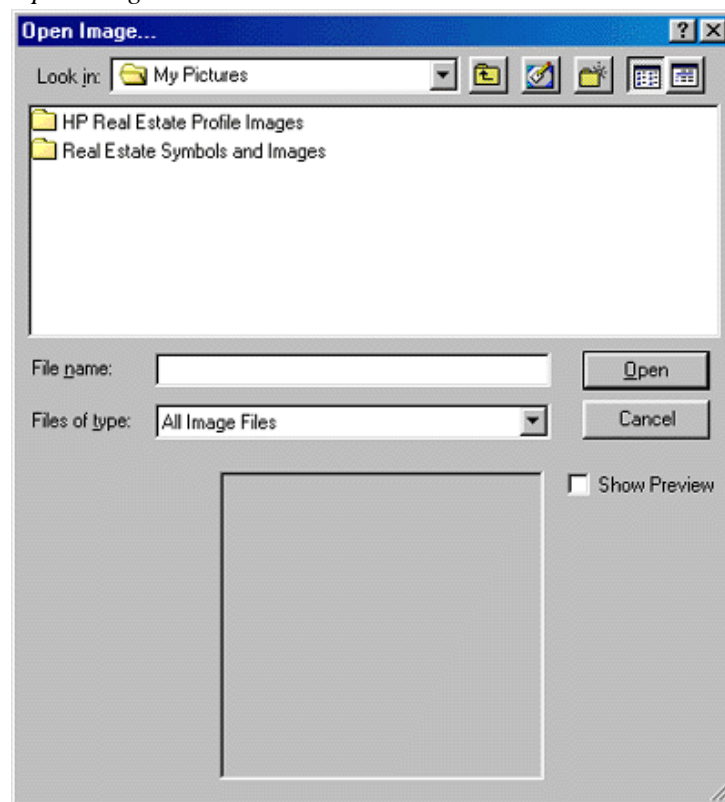 Open Image...
Look in: My Pictures
HP Real Estate Profile Images
Real Estate Symbols and Images
File name: Open
Files of type: All Image Files Cancel
Show Preview